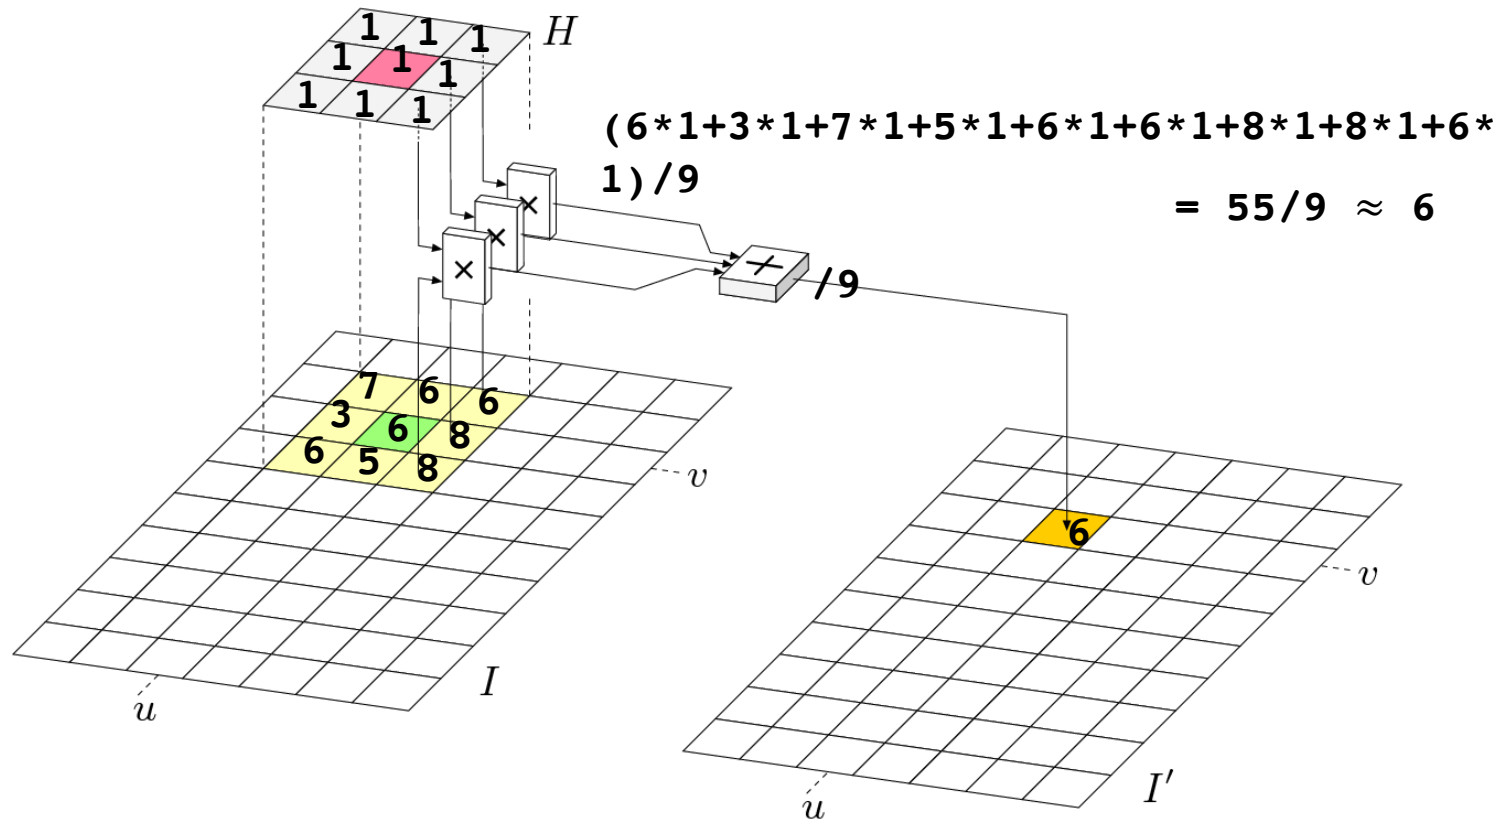 1 1 1 H
1 1 1
1 1 1
(6*1+3*1+7*1+5*1+6*1+6*1+8*1+8*1+6*
1)/9
= 55/9 ≈ 6
×
×
×
+ /9
7 6 6
3 6 8
6 5 8
v
6
v
I
u
I′
u